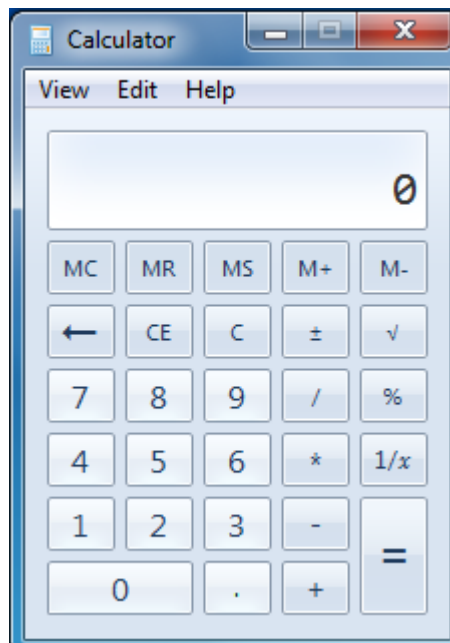 Calculator
View Edit Help
0
MC MR MS M+ M-
← CE C ± √
7 8 9 / %
4 5 6 * 1/x
1 2 3 - =
0 . +